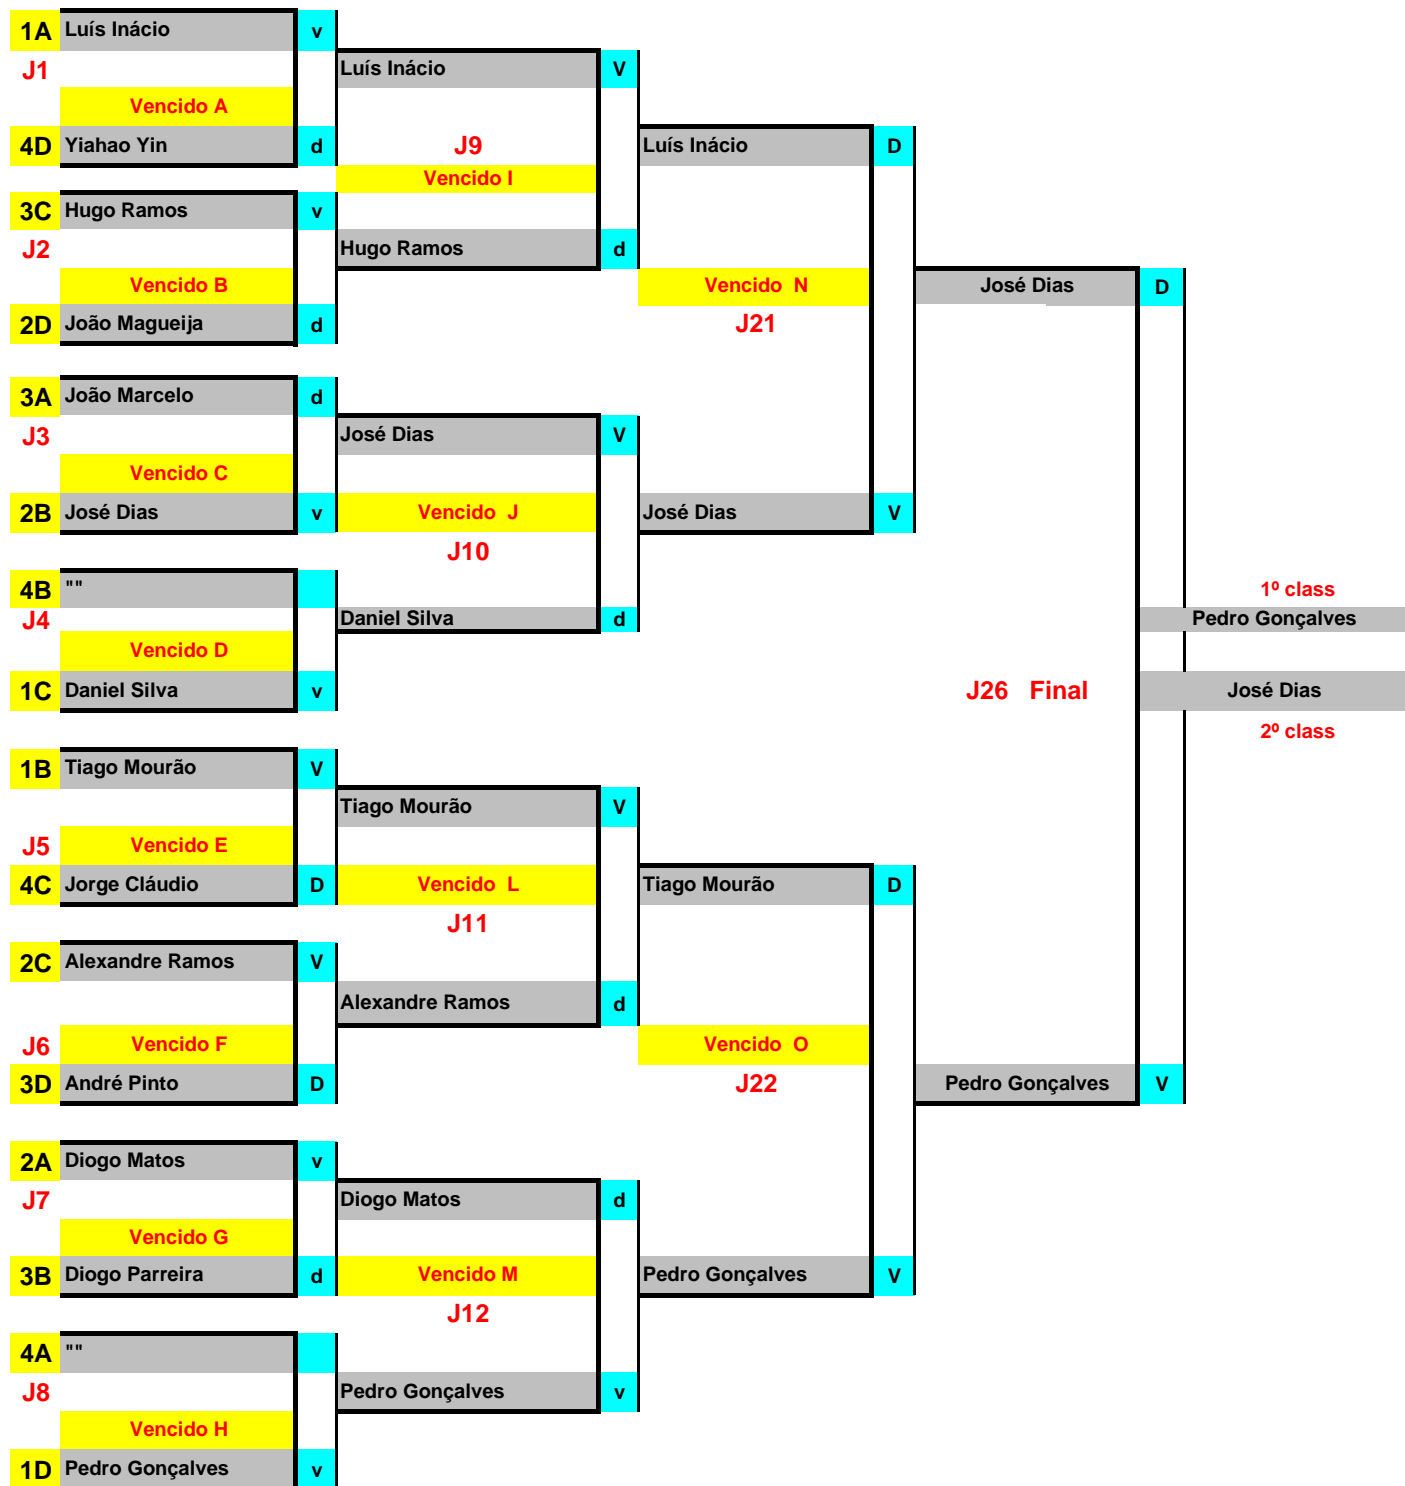 1A Luís Inácio v
J1 Luís Inácio V
Vencido A
4D Yiahao Yin d J9 Luís Inácio D
Vencido I
3C Hugo Ramos v
J2 Hugo Ramos d
Vencido B Vencido N José Dias D
2D João Magueija d J21
3A João Marcelo d
J3 José Dias V
Vencido C
2B José Dias v Vencido J José Dias V
J10
4B "" 1º class
J4 Daniel Silva d Pedro Gonçalves
Vencido D
1C Daniel Silva v J26 Final José Dias
2º class
1B Tiago Mourão V
Tiago Mourão V
J5 Vencido E
4C Jorge Cláudio D Vencido L Tiago Mourão D
J11
2C Alexandre Ramos V
Alexandre Ramos d
J6 Vencido F Vencido O
3D André Pinto D J22 Pedro Gonçalves V
2A Diogo Matos v
J7 Diogo Matos d
Vencido G
3B Diogo Parreira d Vencido M Pedro Gonçalves V
J12
4A ""
J8 Pedro Gonçalves v
Vencido H
1D Pedro Gonçalves v